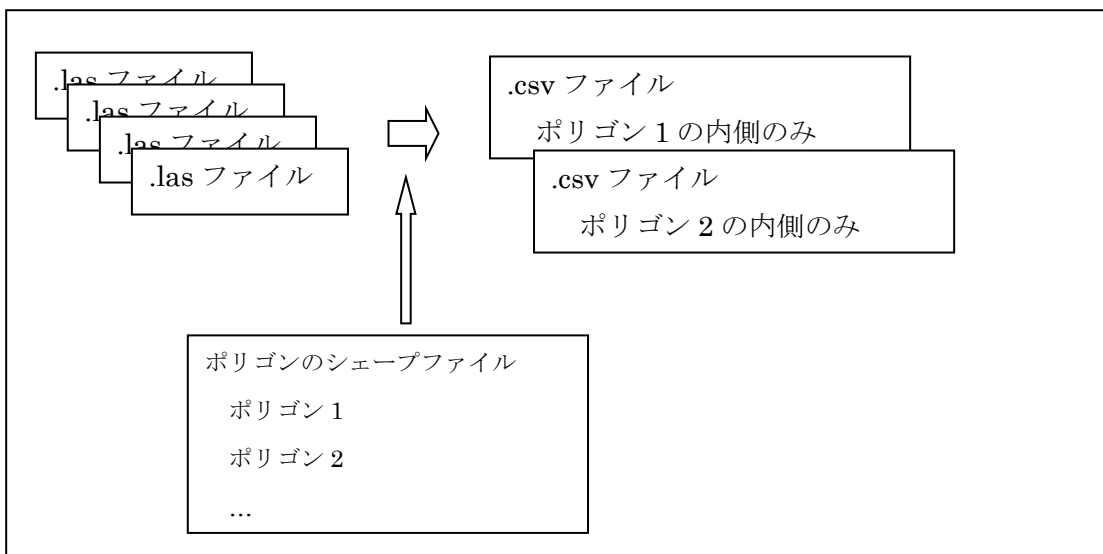 .las ファイル
.las ファイル
.las ファイル
.las ファイル
.csv ファイル
ポリゴン 1 の内側のみ
.csv ファイル
ポリゴン 2 の内側のみ
ポリゴンのシェープファイル
ポリゴン 1
ポリゴン 2
...